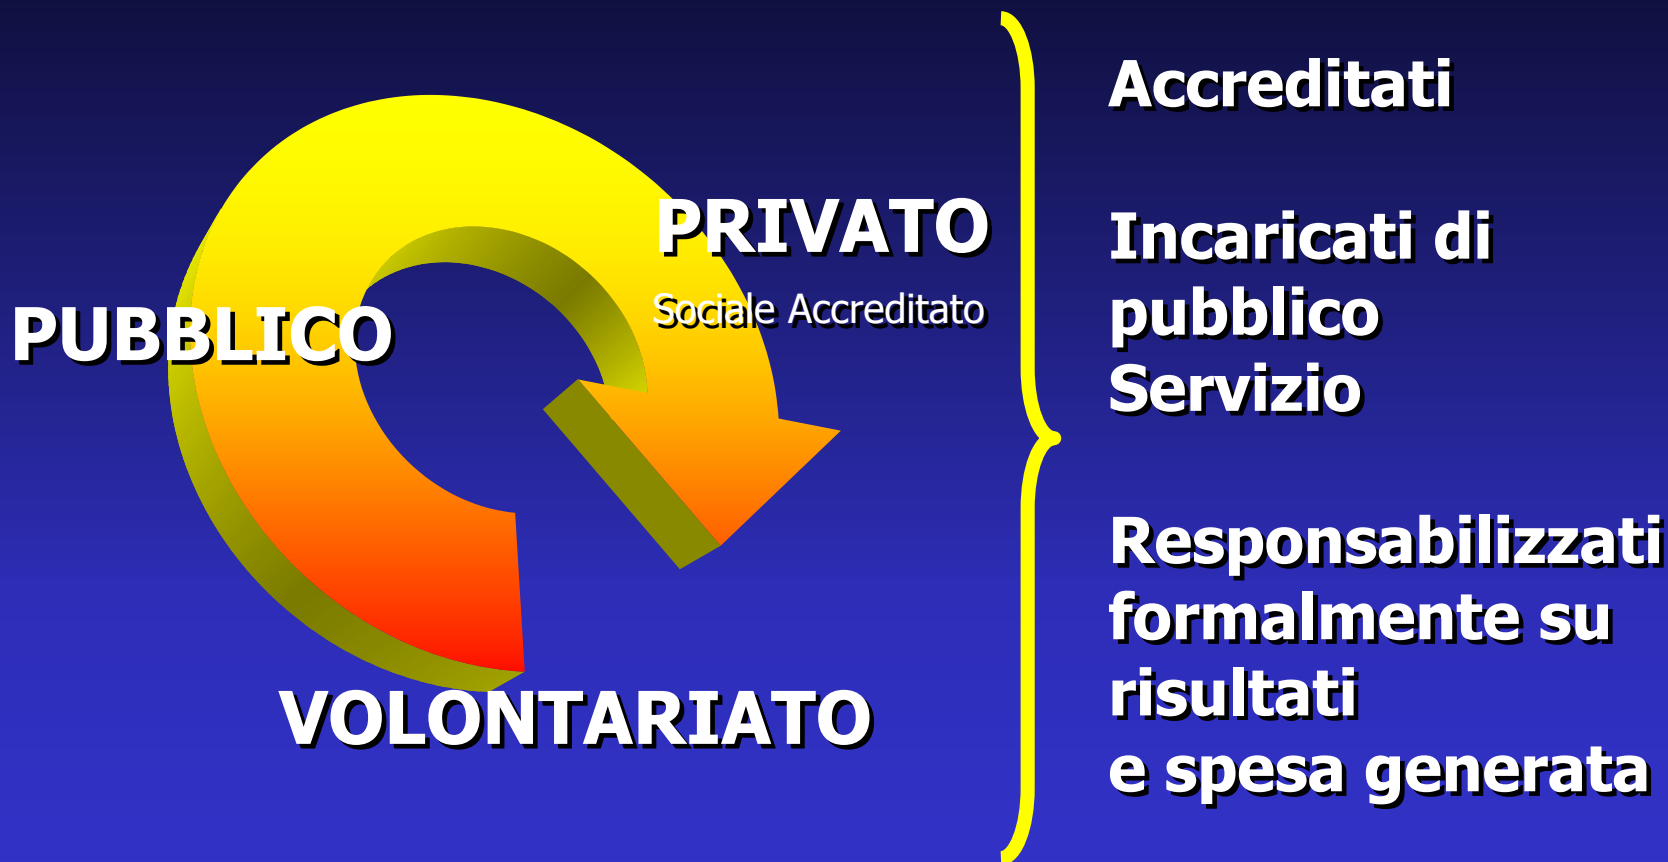 PUBBLICO
PRIVATO
Sociale Accreditato
VOLONTARIATO
Accreditati
Incaricati di
pubblico
Servizio
Responsabilizzati
formalmente su
risultati
e spesa generata